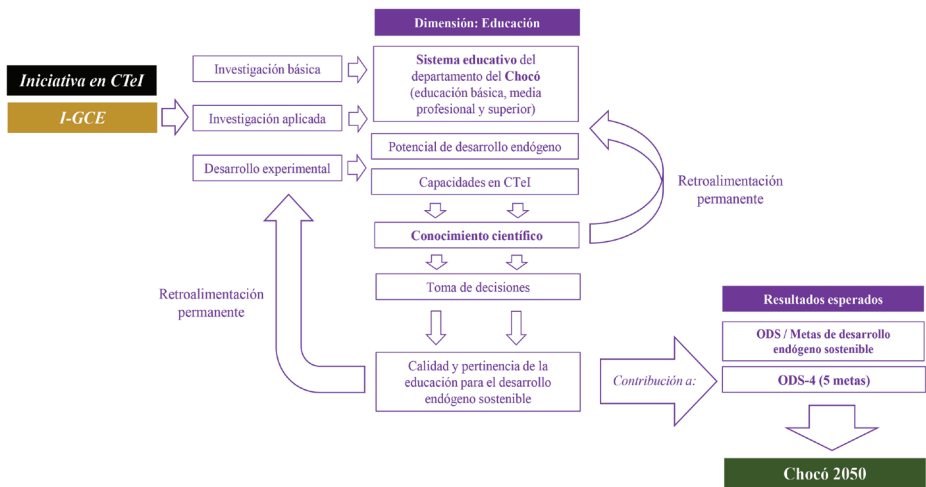 Dimensión: Educación
Iniciativa en CTeI
I-GCE
Investigación básica
Investigación aplicada
Desarrollo experimental
Sistema educativo del
departamento del Chocó
(educación básica, media
profesional y superior)
Potencial de desarrollo endógeno
Capacidades en CTeI
Conocimiento científico
Toma de decisiones
Calidad y pertinencia de la
educación para el desarrollo
endógeno sostenible
Retroalimentación
permanente
Retroalimentación
permanente
Contribución a:
Resultados esperados
ODS / Metas de desarrollo
endógeno sostenible
ODS-4 (5 metas)
Chocó 2050